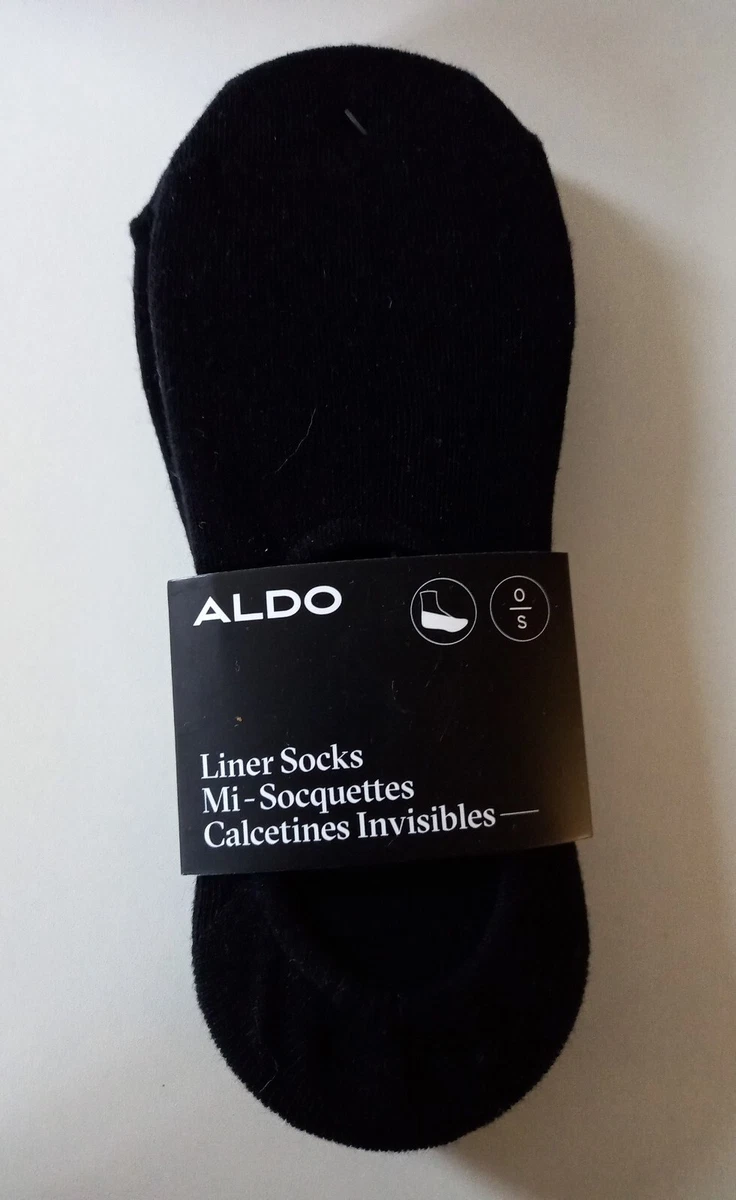 ALDO
O
S
Liner Socks
Mi-Socquettes
Calcetines Invisibles—